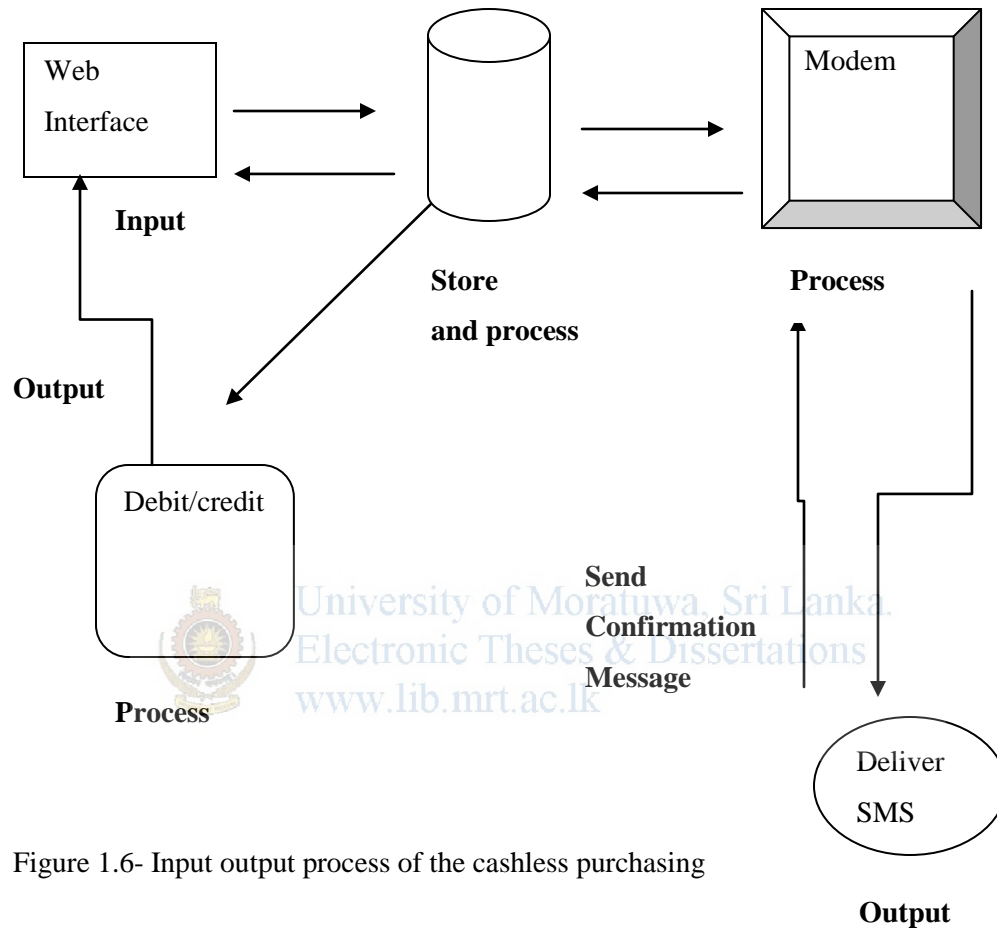 Web
Interface
Modem
Input
Store
and process
Process
Output
Debit/credit
Send
Confirmation
Message
University of Moratuwa, Sri Lanka.
Electronic Theses & Dissertations
www.lib.mrt.ac.lk
Process
Deliver
SMS
Figure 1.6- Input output process of the cashless purchasing
Output